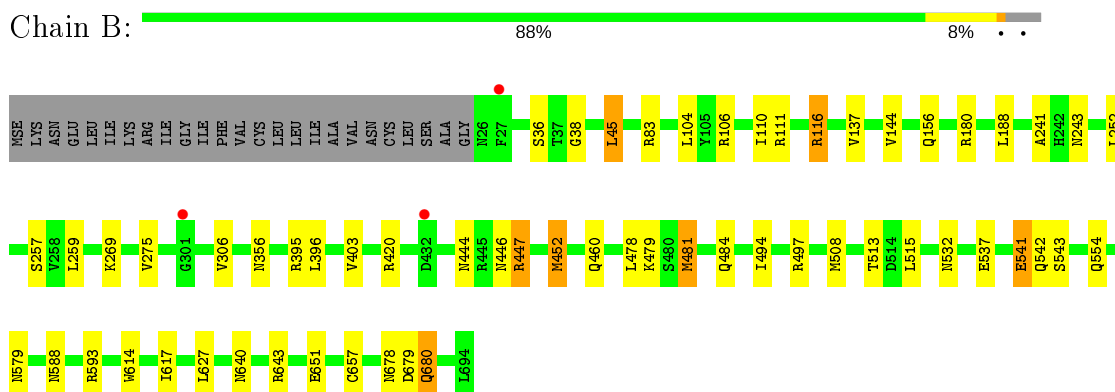 Chain B:
88% 8% • •
MSE LYS ASN GLU LEU ILE LYS ARG ILE GLY ILE PHE VAL CYS LEU LEU ILE ALA VAL ASN CYS LEU SER ALA GLY N26 F27 S36 T37 G38 L45 R83 L104 Y105 R106 I110 R111 R116 V137 V144 Q156 R180 L188 A241 H242 N243
S257 V258 L259 K269 V275 G301 V306 N356 R395 L396 V403 R420 D432 N444 R445 N446 R447 M452 Q460 L478 K479 S480 M481 Q484 I494 R497 M508 T513 D514 L515 N532 E537 E541 Q542 S543 Q554
N579 N588 R593 W614 I617 L627 N640 R643 E651 C657 N678 D679 Q680 L694